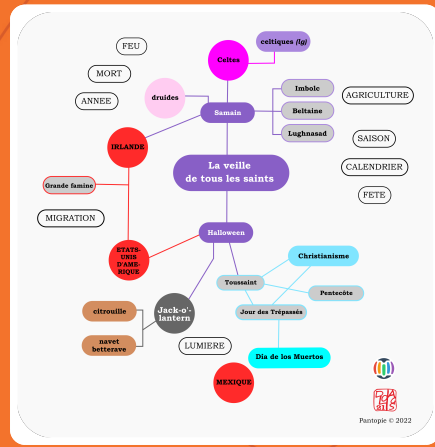 FEU
celtiques (lg)
Celtes
MORT
ANNEE
druides
Imbolc
AGRICULTURE
Samain
Beltaine
Lughnasad
SAISON
IRLANDE
La veille
de tous les saints
CALENDRIER
Grande famine
FETE
MIGRATION
Halloween
ETATS-
UNIS
D'AME-
RIQUE
Christianisme
Toussaint
Pentecôte
citrouille
Jack-o'-
lantern
Jour des Trépassés
navet
betterave
LUMIERE
Día de los Muertos
MEXIQUE
Pantopie © 2022